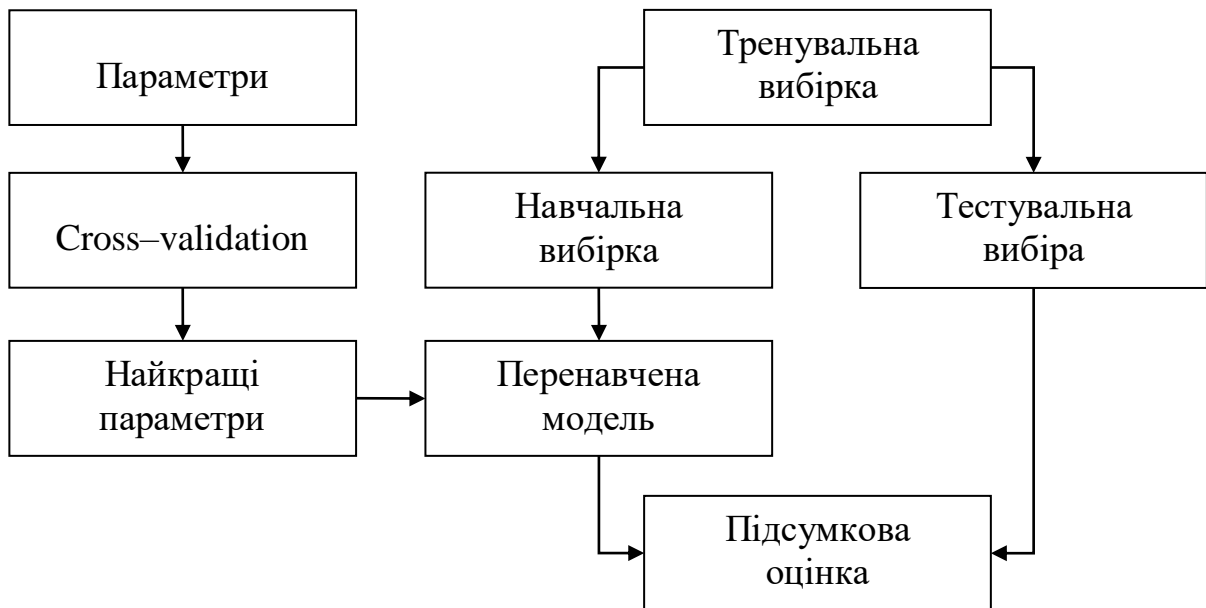 Параметри
Тренувальна
вибірка
Cross–validation
Навчальна
вибірка
Тестувальна
вибіра
Найкращі
параметри
Перенавчена
модель
Підсумкова
оцінка